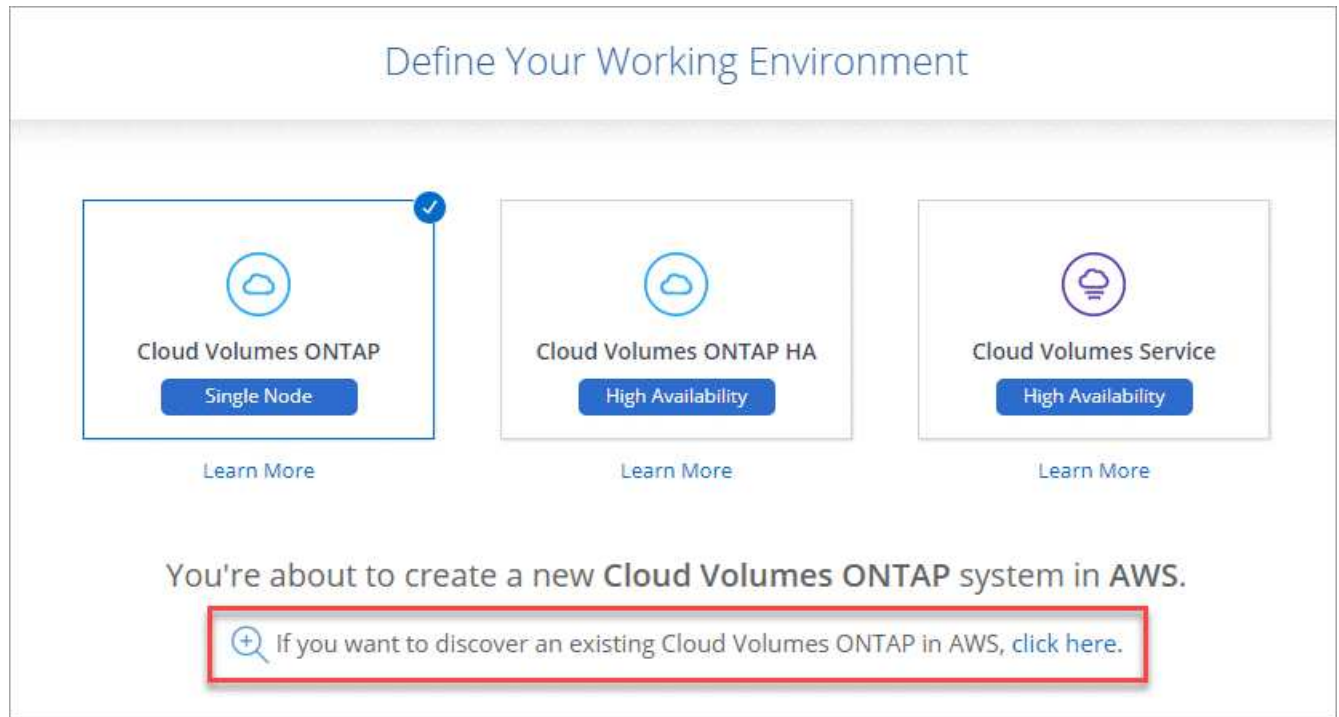 Define Your Working Environment
Cloud Volumes ONTAP
Single Node
Learn More
Cloud Volumes ONTAP HA
High Availability
Learn More
Cloud Volumes Service
High Availability
Learn More
You're about to create a new Cloud Volumes ONTAP system in AWS.
If you want to discover an existing Cloud Volumes ONTAP in AWS, click here.